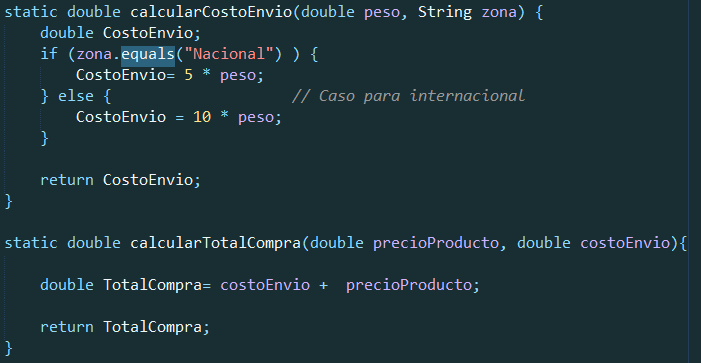 static double calcularCostoEnvio(double peso, String zona) {
    double CostoEnvio;
    if (zona.equals("Nacional") ) {
        CostoEnvio= 5 * peso;
    } else {                    // Caso para internacional
        CostoEnvio = 10 * peso;
    }

    return CostoEnvio;
}

static double calcularTotalCompra(double precioProducto, double costoEnvio){

    double TotalCompra= costoEnvio +  precioProducto;

    return TotalCompra;
}